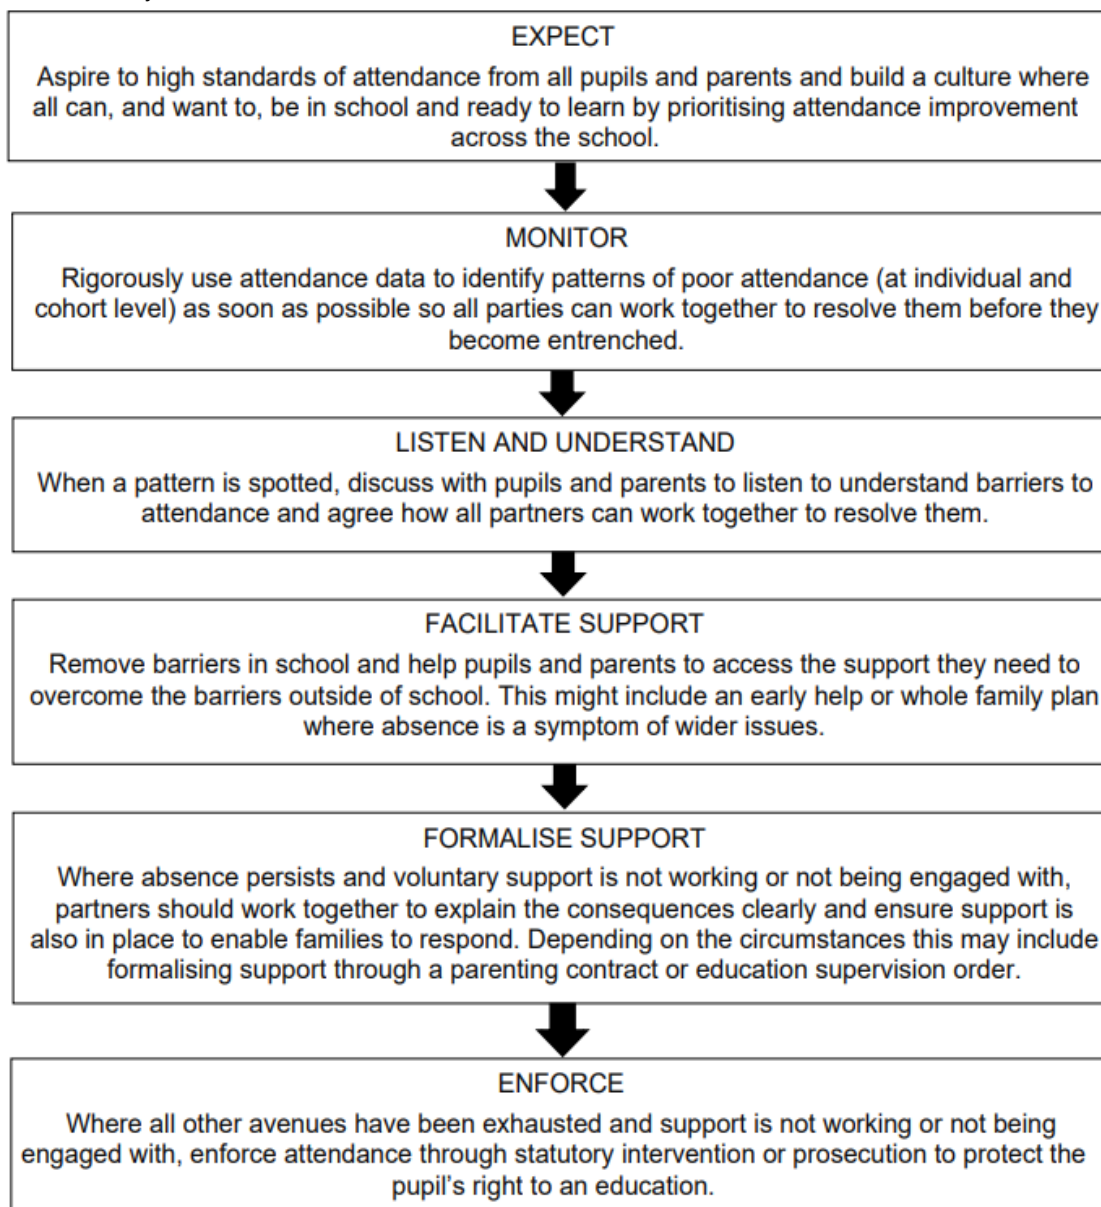 EXPECT
Aspire to high standards of attendance from all pupils and parents and build a culture where
all can, and want to, be in school and ready to learn by prioritising attendance improvement
across the school.
MONITOR
Rigorously use attendance data to identify patterns of poor attendance (at individual and
cohort level) as soon as possible so all parties can work together to resolve them before they
become entrenched.
LISTEN AND UNDERSTAND
When a pattern is spotted, discuss with pupils and parents to listen to understand barriers to
attendance and agree how all partners can work together to resolve them.
FACILITATE SUPPORT
Remove barriers in school and help pupils and parents to access the support they need to
overcome the barriers outside of school. This might include an early help or whole family plan
where absence is a symptom of wider issues.
FORMALISE SUPPORT
Where absence persists and voluntary support is not working or not being engaged with,
partners should work together to explain the consequences clearly and ensure support is
also in place to enable families to respond. Depending on the circumstances this may include
formalising support through a parenting contract or education supervision order.
ENFORCE
Where all other avenues have been exhausted and support is not working or not being
engaged with, enforce attendance through statutory intervention or prosecution to protect the
pupil's right to an education.